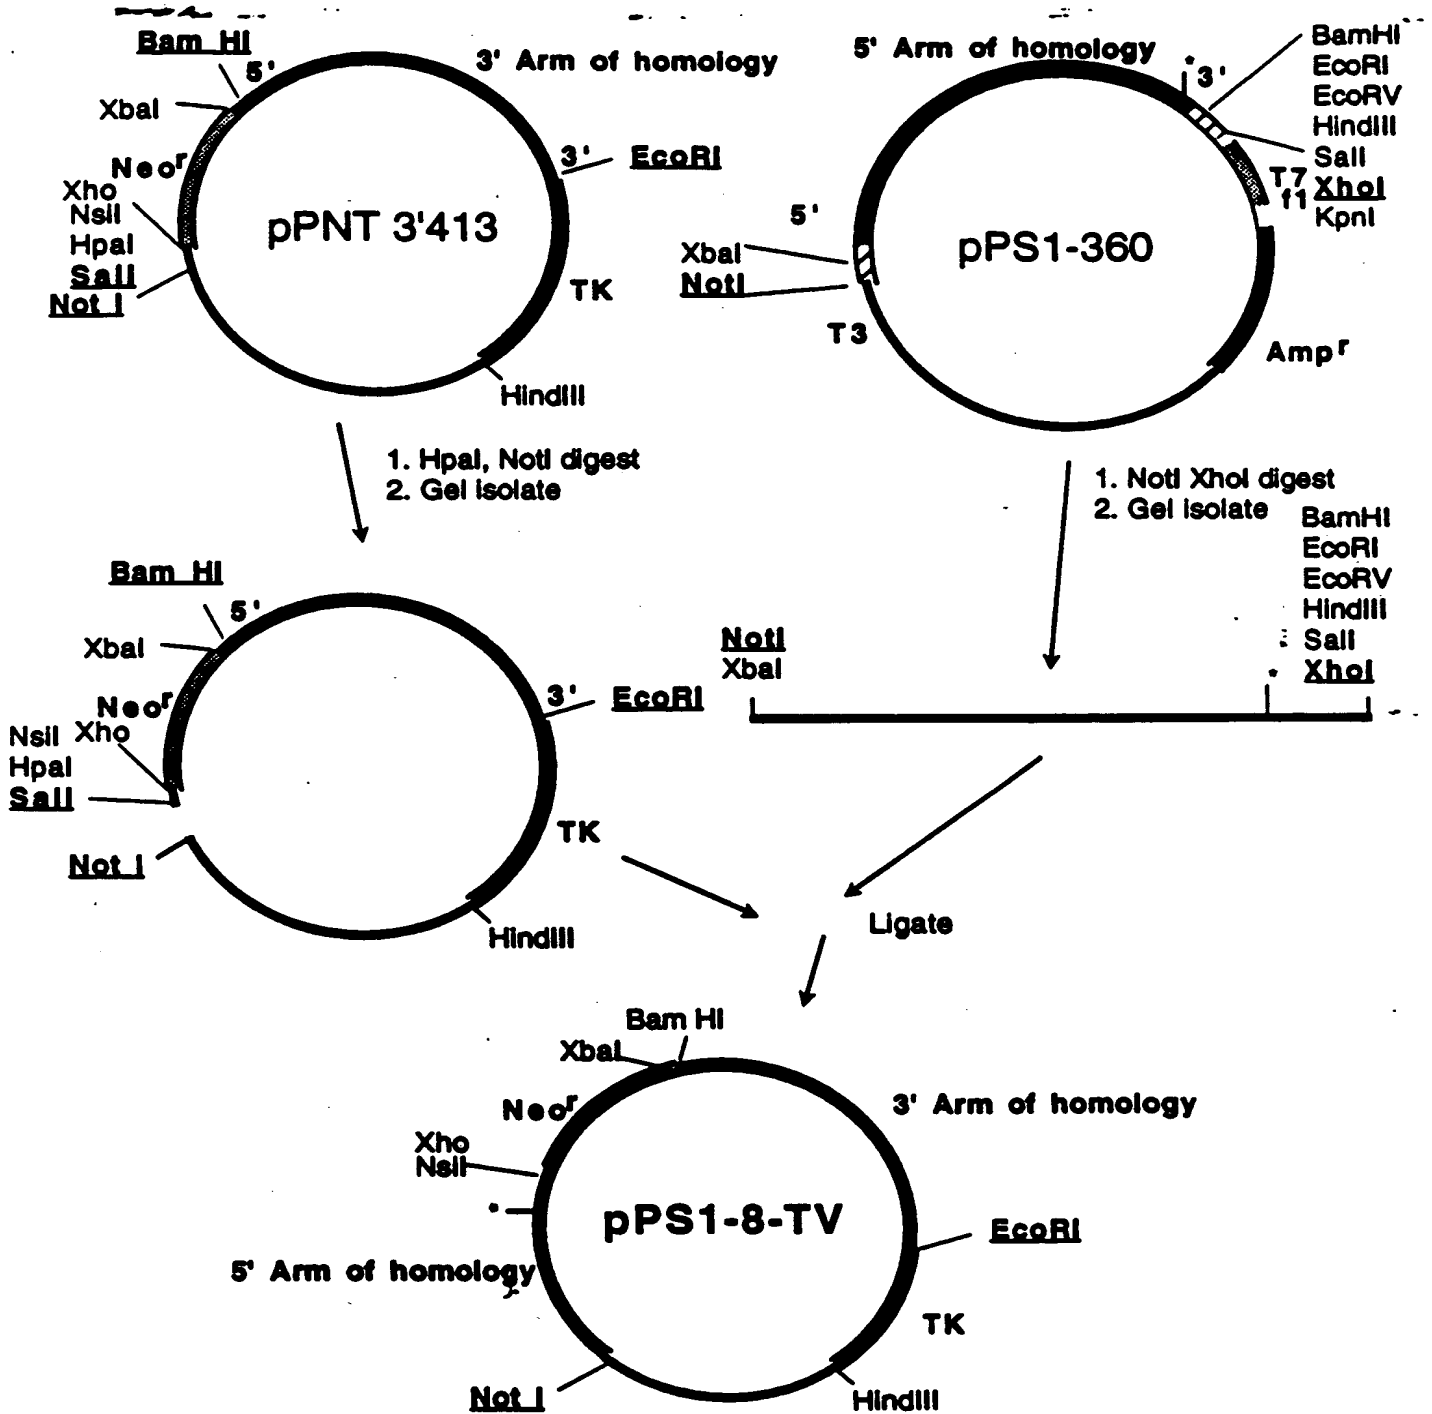 Bam HI
5'
3' Arm of homology
XbaI
Neo r
Xho
NsiI
HpaI
SalI
Not I
pPNT 3'413
3'
EcoRI
TK
HindIII
5' Arm of homology
*
3'
BamHI
EcoRI
EcoRV
HindIII
SalI
XhoI
KpnI
T7
f1
5'
XbaI
NotI
pPS1-360
T3
Amp r
1. HpaI, NotI digest
2. Gel isolate
1. NotI XhoI digest
2. Gel isolate
Bam HI
5'
XbaI
Neo r
NsiI Xho
HpaI
SalI
Not I
3'
EcoRI
TK
HindIII
NotI
XbaI
BamHI
EcoRI
EcoRV
HindIII
SalI
* XhoI
Ligate
Bam HI
XbaI
Neo r
3' Arm of homology
Xho
NsiI
*
pPS1-8-TV
EcoRI
5' Arm of homology
TK
Not I
HindIII